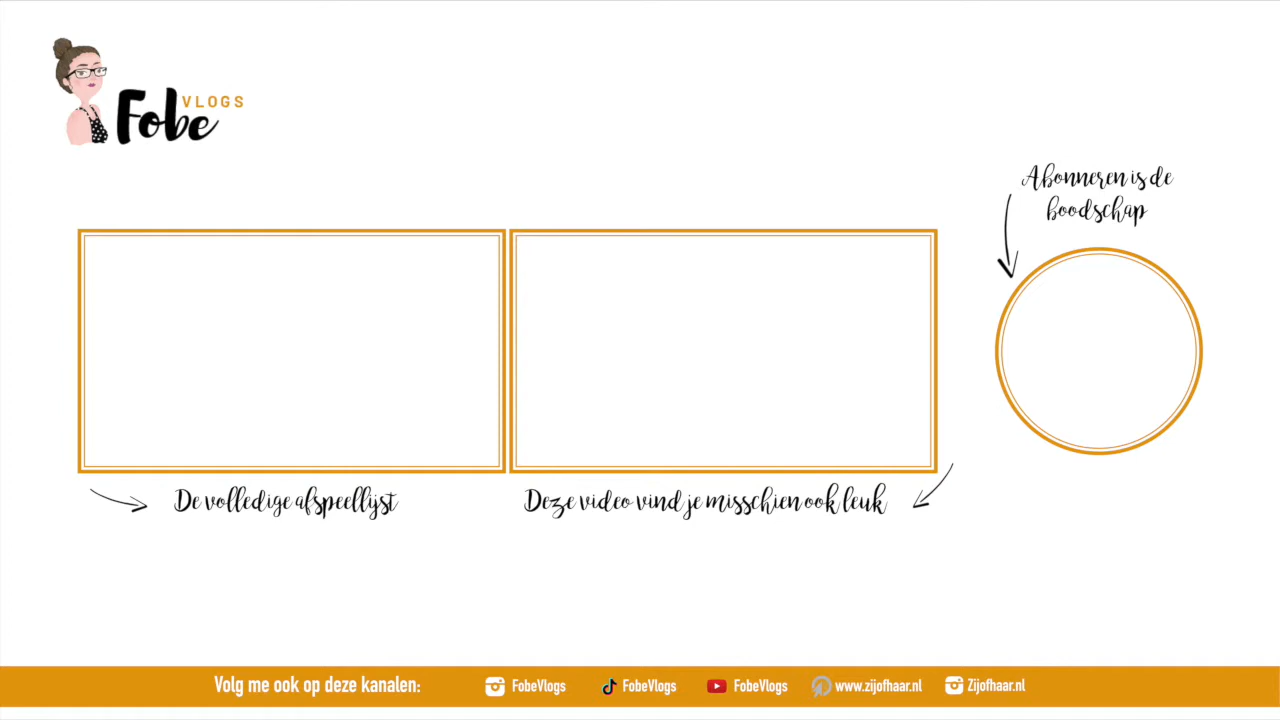 VLOGS
Fobe
Abonneren is de
boodschap
De volledige afspeellijst
Deze video vind je misschien ook leuk
Volg me ook op deze kanalen: FobeVlogs FobeVlogs FobeVlogs www.zijofhaar.nl Zijofhaar.nl